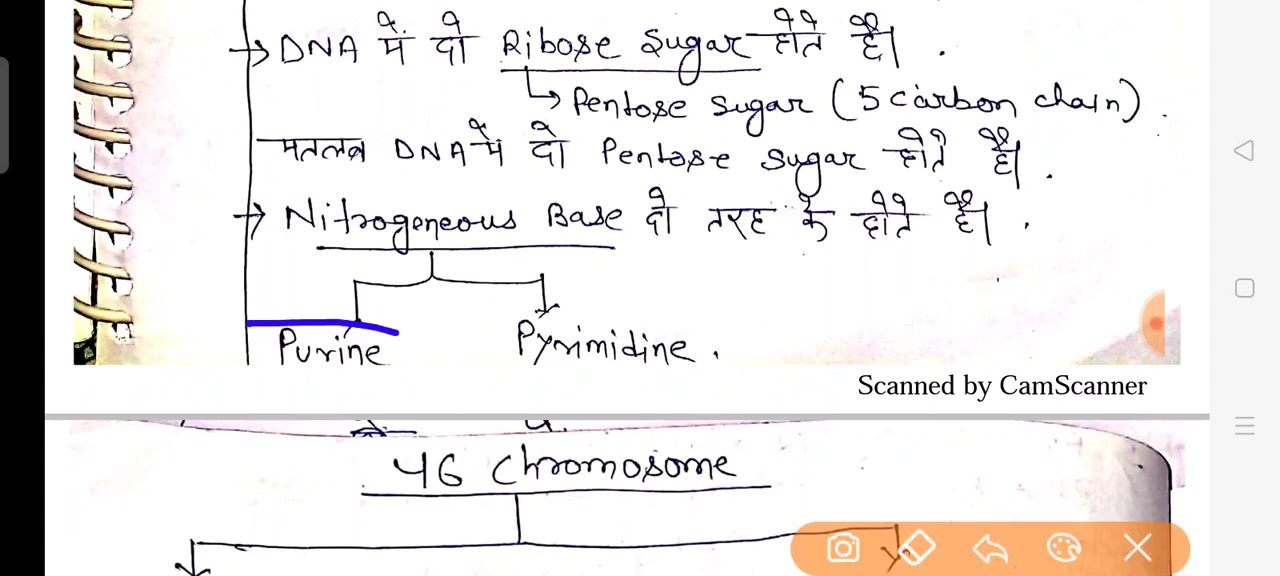 → DNA में दो Ribose Sugar होते है।
↳ Pentose Sugar (5 Carbon chain)
मतलब DNA में दो Pentose Sugar होते है।
→ Nitrogeneous Base दो तरह के होते है।
Purine Pyrimidine.
Scanned by CamScanner
46 Chromosome